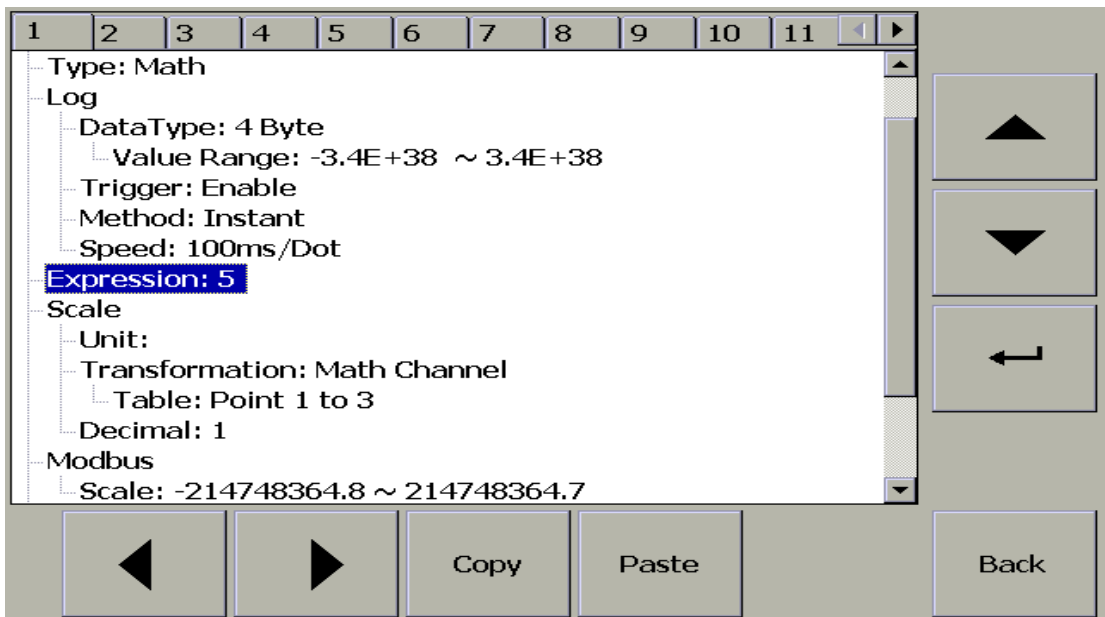 1 2 3 4 5 6 7 8 9 10 11
Type: Math
Log
DataType: 4 Byte
Value Range: -3.4E+38 ~ 3.4E+38
Trigger: Enable
Method: Instant
Speed: 100ms/Dot
Expression: 5
Scale
Unit:
Transformation: Math Channel
Table: Point 1 to 3
Decimal: 1
Modbus
Scale: -214748364.8 ~ 214748364.7
Copy Paste Back